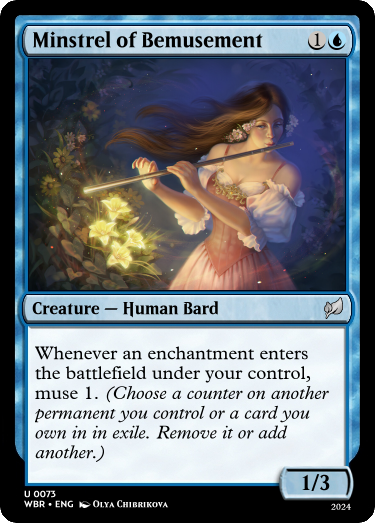 Minstrel of Bemusement 1
Creature — Human Bard
Whenever an enchantment enters
the battlefield under your control,
muse 1. (Choose a counter on another
permanent you control or a card you
own in in exile. Remove it or add
another.)
1/3
U 0073
WBR • ENG Olya Chibrikova
2024